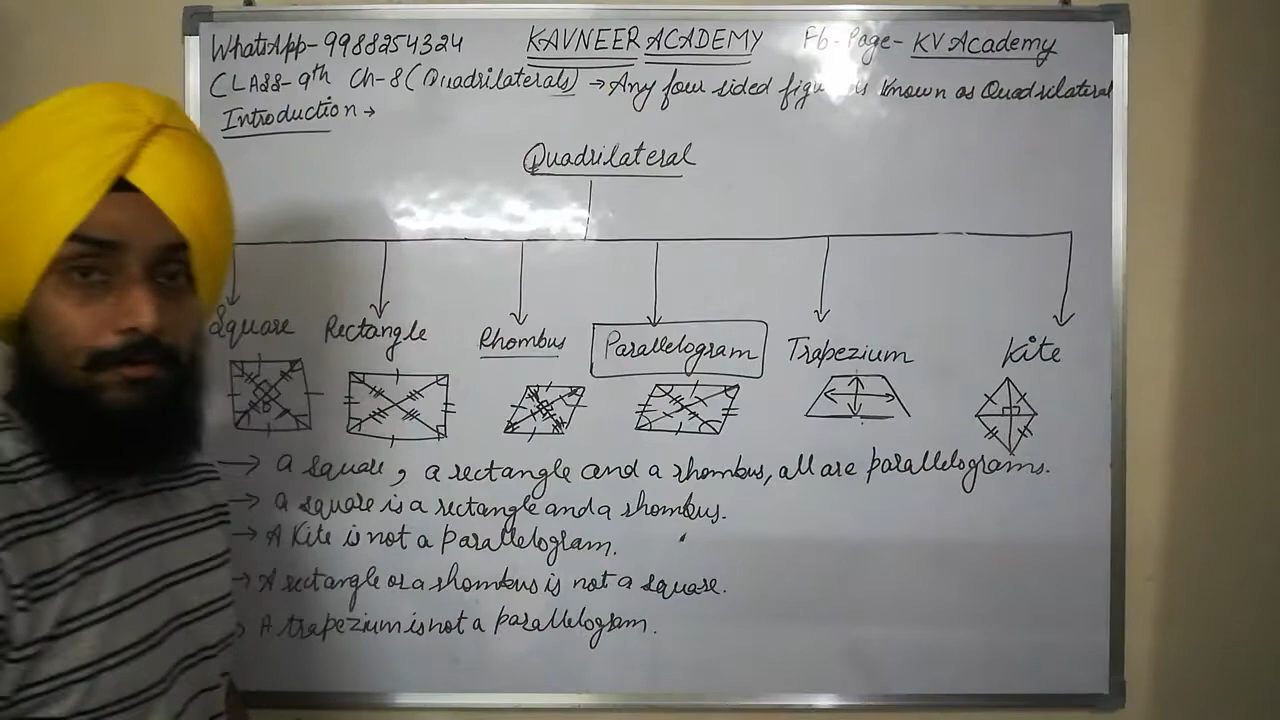 WhatsApp-9988254324 KAVNEER ACADEMY Fb-Page-KV Academy
CLASS-9th Ch-8 (Quadrilaterals) → Any four sided figu is known as Quadrilateral
Introduction →
Quadrilateral
Square Rectangle Rhombus Parallelogram Trapezium Kite
→ a square, a rectangle and a rhombus, all are parallelograms.
→ a square is a rectangle and a rhombus.
→ A Kite is not a parallelogram.
→ A rectangle or a rhombus is not a square.
→ A trapezium is not a parallelogram.